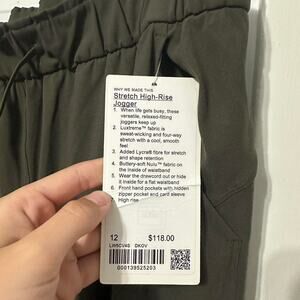 WHY WE MADE THIS
Stretch High-Rise
Jogger
1. When life gets busy, these
versatile, relaxed-fitting
joggers keep up
2. Luxtreme™ fabric is
sweat-wicking and four-way
stretch with a cool, smooth
feel
3. Added Lycra® fibre for stretch
and shape retention
4. Buttery-soft Nulu™ fabric on
the inside of waistband
5. Wear the drawcord out or hide
it inside for a flat waistband
6. Front hand pockets with hidden
zipper pocket and card sleeve
7. High rise
12 $118.00
LW5CV4S DKOV
000139525203